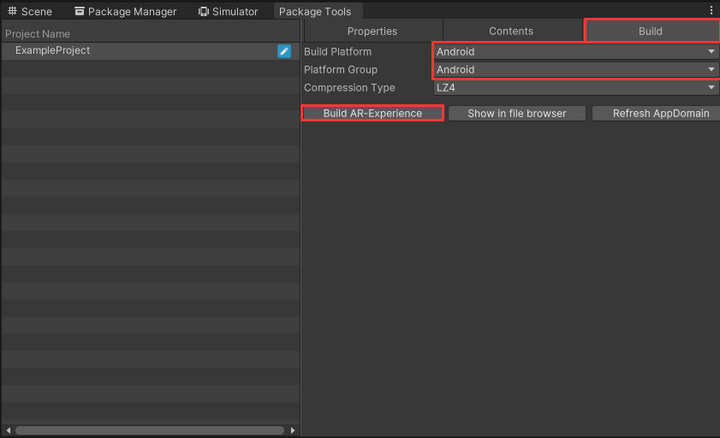 Scene Package Manager Simulator Package Tools
Project Name
ExampleProject
Properties Contents Build
Build Platform Android
Platform Group Android
Compression Type LZ4
Build AR-Experience Show in file browser Refresh AppDomain